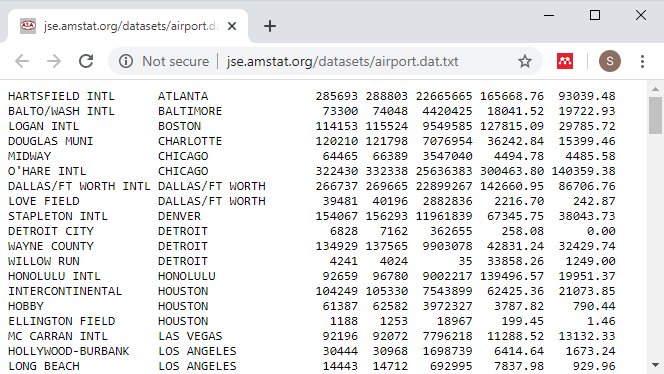 ASA jse.amstat.org/datasets/airport.d
Not secure | jse.amstat.org/datasets/airport.dat.txt S
HARTSFIELD INTL ATLANTA 285693 288803 22665665 165668.76 93039.48
BALTO/WASH INTL BALTIMORE 73300 74048 4420425 18041.52 19722.93
LOGAN INTL BOSTON 114153 115524 9549585 127815.09 29785.72
DOUGLAS MUNI CHARLOTTE 120210 121798 7076954 36242.84 15399.46
MIDWAY CHICAGO 64465 66389 3547040 4494.78 4485.58
O'HARE INTL CHICAGO 322430 332338 25636383 300463.80 140359.38
DALLAS/FT WORTH INTL DALLAS/FT WORTH 266737 269665 22899267 142660.95 86706.76
LOVE FIELD DALLAS/FT WORTH 39481 40196 2882836 2216.70 242.87
STAPLETON INTL DENVER 154067 156293 11961839 67345.75 38043.73
DETROIT CITY DETROIT 6828 7162 362655 258.08 0.00
WAYNE COUNTY DETROIT 134929 137565 9903078 42831.24 32429.74
WILLOW RUN DETROIT 4241 4024 35 33858.26 1249.00
HONOLULU INTL HONOLULU 92659 96780 9002217 139496.57 19951.37
INTERCONTINENTAL HOUSTON 104249 105330 7543899 62425.36 21073.85
HOBBY HOUSTON 61387 62582 3972327 3787.82 790.44
ELLINGTON FIELD HOUSTON 1188 1253 18967 199.45 1.46
MC CARRAN INTL LAS VEGAS 92196 92072 7796218 11288.52 13132.33
HOLLYWOOD-BURBANK LOS ANGELES 30444 30968 1698739 6414.64 1673.24
LONG BEACH LOS ANGELES 14443 14712 692995 7837.98 929.96